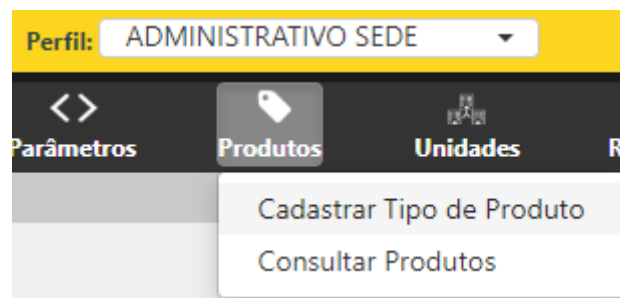 Perfil: ADMINISTRATIVO SEDE
Parâmetros Produtos Unidades R
Cadastrar Tipo de Produto
Consultar Produtos